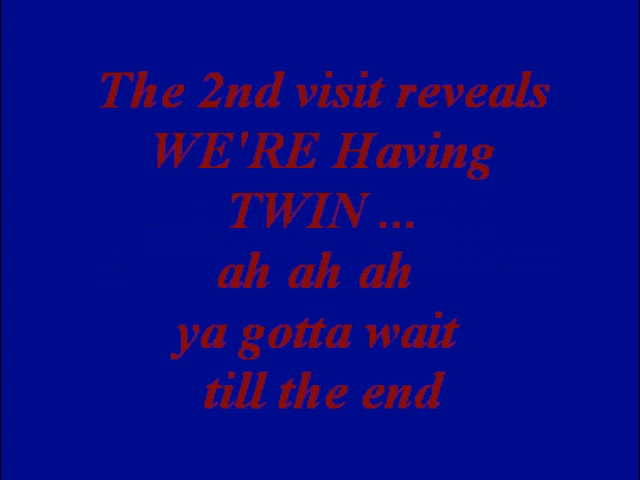 The 2nd visit reveals
WE'RE Having
TWIN ...
ah ah ah
ya gotta wait
till the end